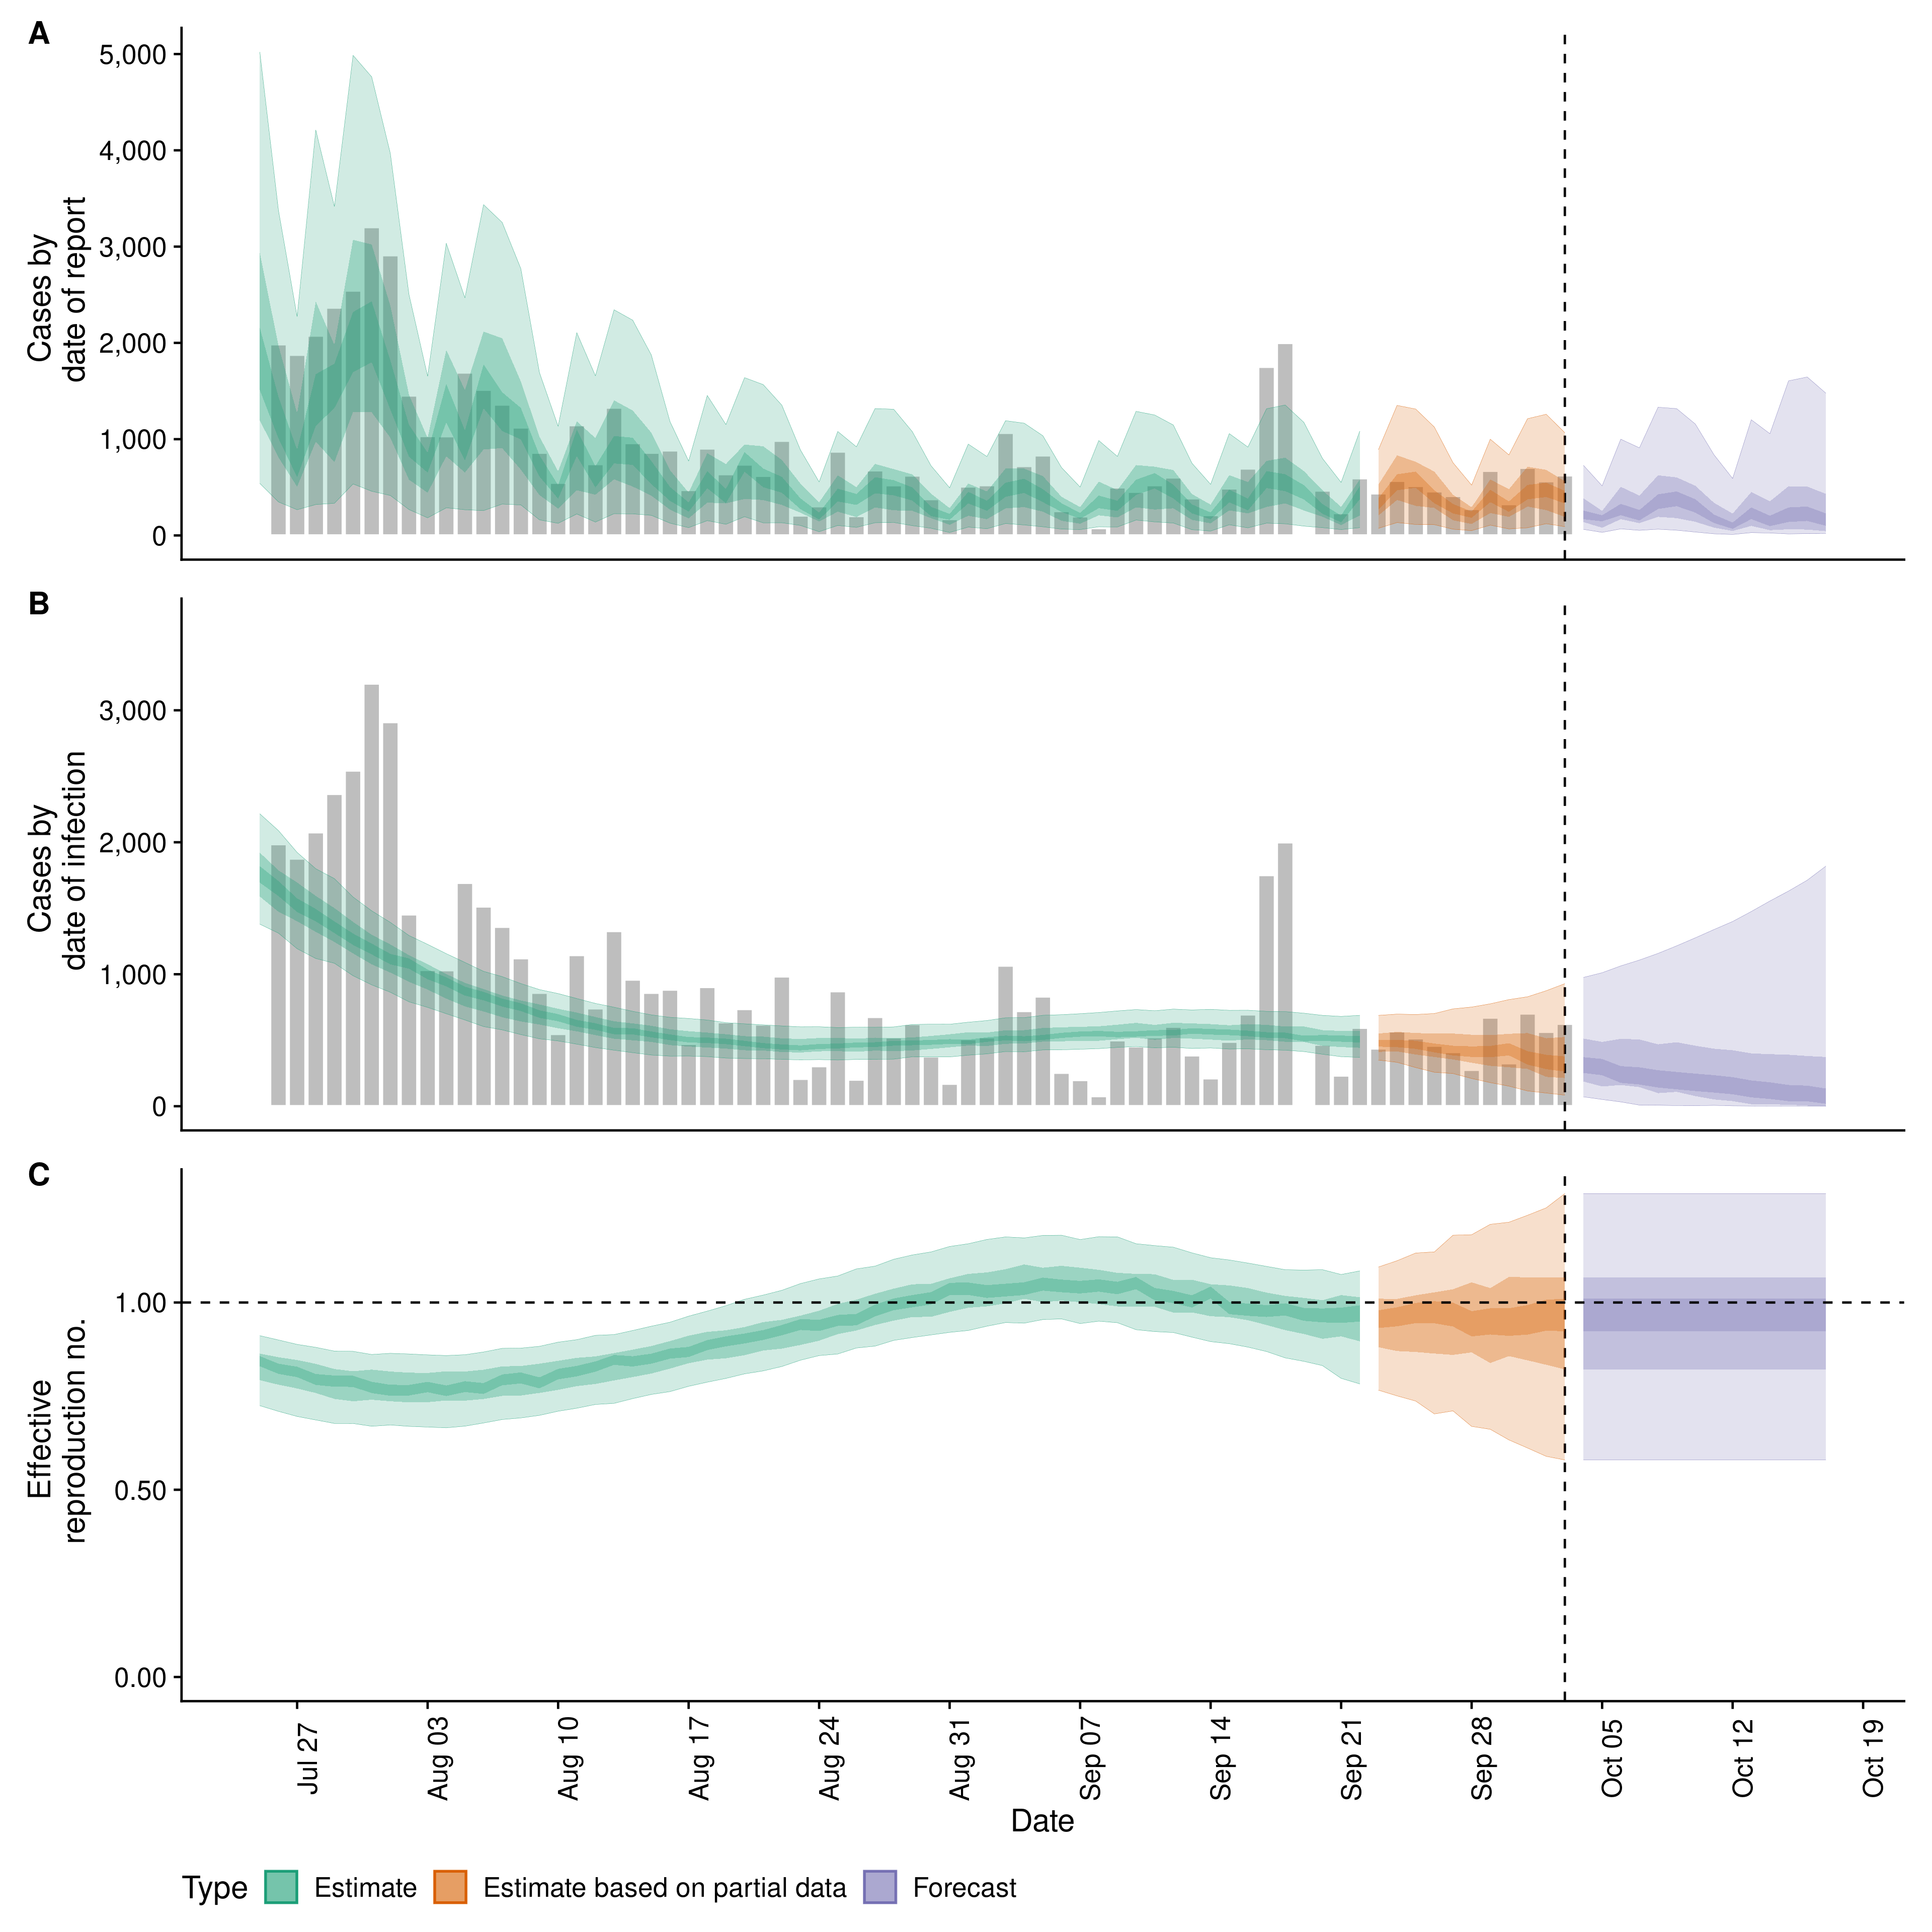 A
Cases by
date of report
5,000
4,000
3,000
2,000
1,000
0
B
Cases by
date of infection
3,000
2,000
1,000
0
C
Effective
reproduction no.
1.00
0.50
0.00
Jul 27 Aug 03 Aug 10 Aug 17 Aug 24 Aug 31 Sep 07 Sep 14 Sep 21 Sep 28 Oct 05 Oct 12 Oct 19
Date
Type Estimate Estimate based on partial data Forecast